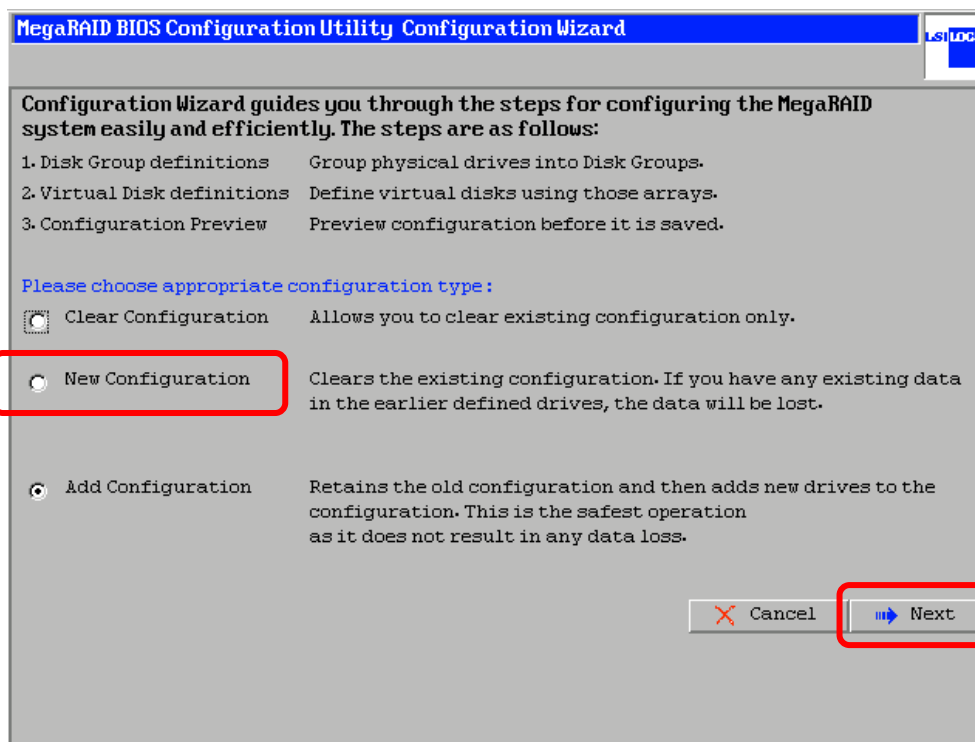 MegaRAID BIOS Configuration Utility Configuration Wizard
LSI LOGIC
Configuration Wizard guides you through the steps for configuring the MegaRAID
system easily and efficiently. The steps are as follows:
1. Disk Group definitions Group physical drives into Disk Groups.
2. Virtual Disk definitions Define virtual disks using those arrays.
3. Configuration Preview Preview configuration before it is saved.
Please choose appropriate configuration type:
Clear Configuration Allows you to clear existing configuration only.
New Configuration Clears the existing configuration. If you have any existing data
in the earlier defined drives, the data will be lost.
Add Configuration Retains the old configuration and then adds new drives to the
configuration. This is the safest operation
as it does not result in any data loss.
Cancel Next